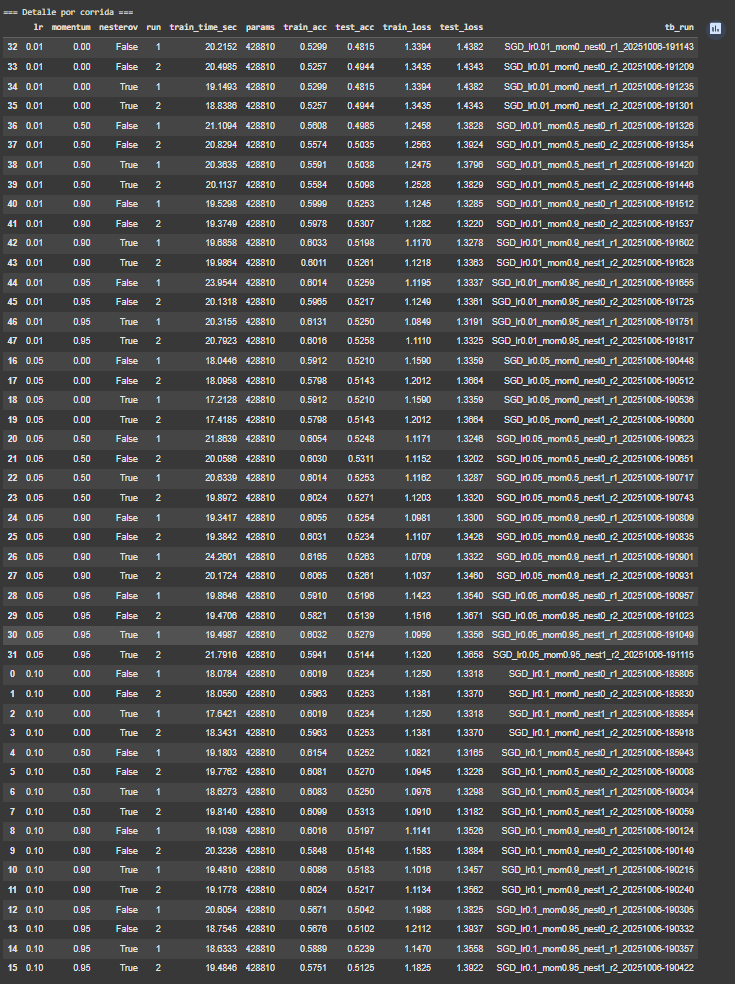 === Detalle por corrida ===
lr momentum nesterov run train_time_sec params train_acc test_acc train_loss test_loss tb_run
32 0.01 0.00 False 1 20.2152 428810 0.5299 0.4815 1.3394 1.4382 SGD_lr0.01_mom0_nest0_r1_20251006-191143
33 0.01 0.00 False 2 20.4985 428810 0.5257 0.4944 1.3435 1.4343 SGD_lr0.01_mom0_nest0_r2_20251006-191209
34 0.01 0.00 True 1 19.1493 428810 0.5299 0.4815 1.3394 1.4382 SGD_lr0.01_mom0_nest1_r1_20251006-191235
35 0.01 0.00 True 2 18.8386 428810 0.5257 0.4944 1.3435 1.4343 SGD_lr0.01_mom0_nest1_r2_20251006-191301
36 0.01 0.50 False 1 21.1094 428810 0.5608 0.4985 1.2458 1.3828 SGD_lr0.01_mom0.5_nest0_r1_20251006-191326
37 0.01 0.50 False 2 20.8294 428810 0.5574 0.5035 1.2563 1.3924 SGD_lr0.01_mom0.5_nest0_r2_20251006-191354
38 0.01 0.50 True 1 20.3635 428810 0.5591 0.5038 1.2475 1.3796 SGD_lr0.01_mom0.5_nest1_r1_20251006-191420
39 0.01 0.50 True 2 20.1137 428810 0.5584 0.5098 1.2528 1.3829 SGD_lr0.01_mom0.5_nest1_r2_20251006-191446
40 0.01 0.90 False 1 19.5298 428810 0.5999 0.5253 1.1245 1.3285 SGD_lr0.01_mom0.9_nest0_r1_20251006-191512
41 0.01 0.90 False 2 19.3749 428810 0.5978 0.5307 1.1282 1.3220 SGD_lr0.01_mom0.9_nest0_r2_20251006-191537
42 0.01 0.90 True 1 19.6858 428810 0.6033 0.5198 1.1170 1.3278 SGD_lr0.01_mom0.9_nest1_r1_20251006-191602
43 0.01 0.90 True 2 19.9864 428810 0.6011 0.5261 1.1218 1.3363 SGD_lr0.01_mom0.9_nest1_r2_20251006-191628
44 0.01 0.95 False 1 23.9544 428810 0.6014 0.5259 1.1195 1.3337 SGD_lr0.01_mom0.95_nest0_r1_20251006-191655
45 0.01 0.95 False 2 20.1318 428810 0.5965 0.5217 1.1249 1.3361 SGD_lr0.01_mom0.95_nest0_r2_20251006-191725
46 0.01 0.95 True 1 20.3155 428810 0.6131 0.5250 1.0849 1.3191 SGD_lr0.01_mom0.95_nest1_r1_20251006-191751
47 0.01 0.95 True 2 20.7923 428810 0.6016 0.5258 1.1110 1.3325 SGD_lr0.01_mom0.95_nest1_r2_20251006-191817
16 0.05 0.00 False 1 18.0446 428810 0.5912 0.5210 1.1590 1.3359 SGD_lr0.05_mom0_nest0_r1_20251006-190448
17 0.05 0.00 False 2 18.0958 428810 0.5798 0.5143 1.2012 1.3664 SGD_lr0.05_mom0_nest0_r2_20251006-190512
18 0.05 0.00 True 1 17.2128 428810 0.5912 0.5210 1.1590 1.3359 SGD_lr0.05_mom0_nest1_r1_20251006-190536
19 0.05 0.00 True 2 17.4185 428810 0.5798 0.5143 1.2012 1.3664 SGD_lr0.05_mom0_nest1_r2_20251006-190600
20 0.05 0.50 False 1 21.8639 428810 0.6054 0.5248 1.1171 1.3246 SGD_lr0.05_mom0.5_nest0_r1_20251006-190623
21 0.05 0.50 False 2 20.0586 428810 0.6030 0.5311 1.1152 1.3202 SGD_lr0.05_mom0.5_nest0_r2_20251006-190651
22 0.05 0.50 True 1 20.6339 428810 0.6014 0.5253 1.1162 1.3287 SGD_lr0.05_mom0.5_nest1_r1_20251006-190717
23 0.05 0.50 True 2 19.8972 428810 0.6024 0.5271 1.1203 1.3320 SGD_lr0.05_mom0.5_nest1_r2_20251006-190743
24 0.05 0.90 False 1 19.3417 428810 0.6055 0.5254 1.0981 1.3300 SGD_lr0.05_mom0.9_nest0_r1_20251006-190809
25 0.05 0.90 False 2 19.3842 428810 0.6031 0.5234 1.1107 1.3426 SGD_lr0.05_mom0.9_nest0_r2_20251006-190835
26 0.05 0.90 True 1 24.2601 428810 0.6165 0.5263 1.0709 1.3322 SGD_lr0.05_mom0.9_nest1_r1_20251006-190901
27 0.05 0.90 True 2 20.1724 428810 0.6065 0.5261 1.1037 1.3460 SGD_lr0.05_mom0.9_nest1_r2_20251006-190931
28 0.05 0.95 False 1 19.8646 428810 0.5910 0.5196 1.1423 1.3540 SGD_lr0.05_mom0.95_nest0_r1_20251006-190957
29 0.05 0.95 False 2 19.4706 428810 0.5821 0.5139 1.1516 1.3671 SGD_lr0.05_mom0.95_nest0_r2_20251006-191023
30 0.05 0.95 True 1 19.4987 428810 0.6032 0.5279 1.0959 1.3356 SGD_lr0.05_mom0.95_nest1_r1_20251006-191049
31 0.05 0.95 True 2 21.7916 428810 0.5941 0.5144 1.1320 1.3658 SGD_lr0.05_mom0.95_nest1_r2_20251006-191115
0 0.10 0.00 False 1 18.0784 428810 0.6019 0.5234 1.1250 1.3318 SGD_lr0.1_mom0_nest0_r1_20251006-185805
1 0.10 0.00 False 2 18.0550 428810 0.5963 0.5253 1.1381 1.3370 SGD_lr0.1_mom0_nest0_r2_20251006-185830
2 0.10 0.00 True 1 17.6421 428810 0.6019 0.5234 1.1250 1.3318 SGD_lr0.1_mom0_nest1_r1_20251006-185854
3 0.10 0.00 True 2 18.3431 428810 0.5963 0.5253 1.1381 1.3370 SGD_lr0.1_mom0_nest1_r2_20251006-185918
4 0.10 0.50 False 1 19.1803 428810 0.6154 0.5252 1.0821 1.3165 SGD_lr0.1_mom0.5_nest0_r1_20251006-185943
5 0.10 0.50 False 2 19.7762 428810 0.6081 0.5270 1.0945 1.3226 SGD_lr0.1_mom0.5_nest0_r2_20251006-190008
6 0.10 0.50 True 1 18.6273 428810 0.6083 0.5250 1.0976 1.3298 SGD_lr0.1_mom0.5_nest1_r1_20251006-190034
7 0.10 0.50 True 2 19.8140 428810 0.6099 0.5313 1.0910 1.3182 SGD_lr0.1_mom0.5_nest1_r2_20251006-190059
8 0.10 0.90 False 1 19.1039 428810 0.6016 0.5197 1.1141 1.3526 SGD_lr0.1_mom0.9_nest0_r1_20251006-190124
9 0.10 0.90 False 2 20.3236 428810 0.5848 0.5148 1.1583 1.3884 SGD_lr0.1_mom0.9_nest0_r2_20251006-190149
10 0.10 0.90 True 1 19.4810 428810 0.6086 0.5183 1.1016 1.3457 SGD_lr0.1_mom0.9_nest1_r1_20251006-190215
11 0.10 0.90 True 2 19.1778 428810 0.6024 0.5217 1.1134 1.3562 SGD_lr0.1_mom0.9_nest1_r2_20251006-190240
12 0.10 0.95 False 1 20.6054 428810 0.5671 0.5042 1.1988 1.3825 SGD_lr0.1_mom0.95_nest0_r1_20251006-190305
13 0.10 0.95 False 2 18.7545 428810 0.5676 0.5102 1.2112 1.3937 SGD_lr0.1_mom0.95_nest0_r2_20251006-190332
14 0.10 0.95 True 1 18.6333 428810 0.5889 0.5239 1.1470 1.3558 SGD_lr0.1_mom0.95_nest1_r1_20251006-190357
15 0.10 0.95 True 2 19.4846 428810 0.5751 0.5125 1.1825 1.3922 SGD_lr0.1_mom0.95_nest1_r2_20251006-190422